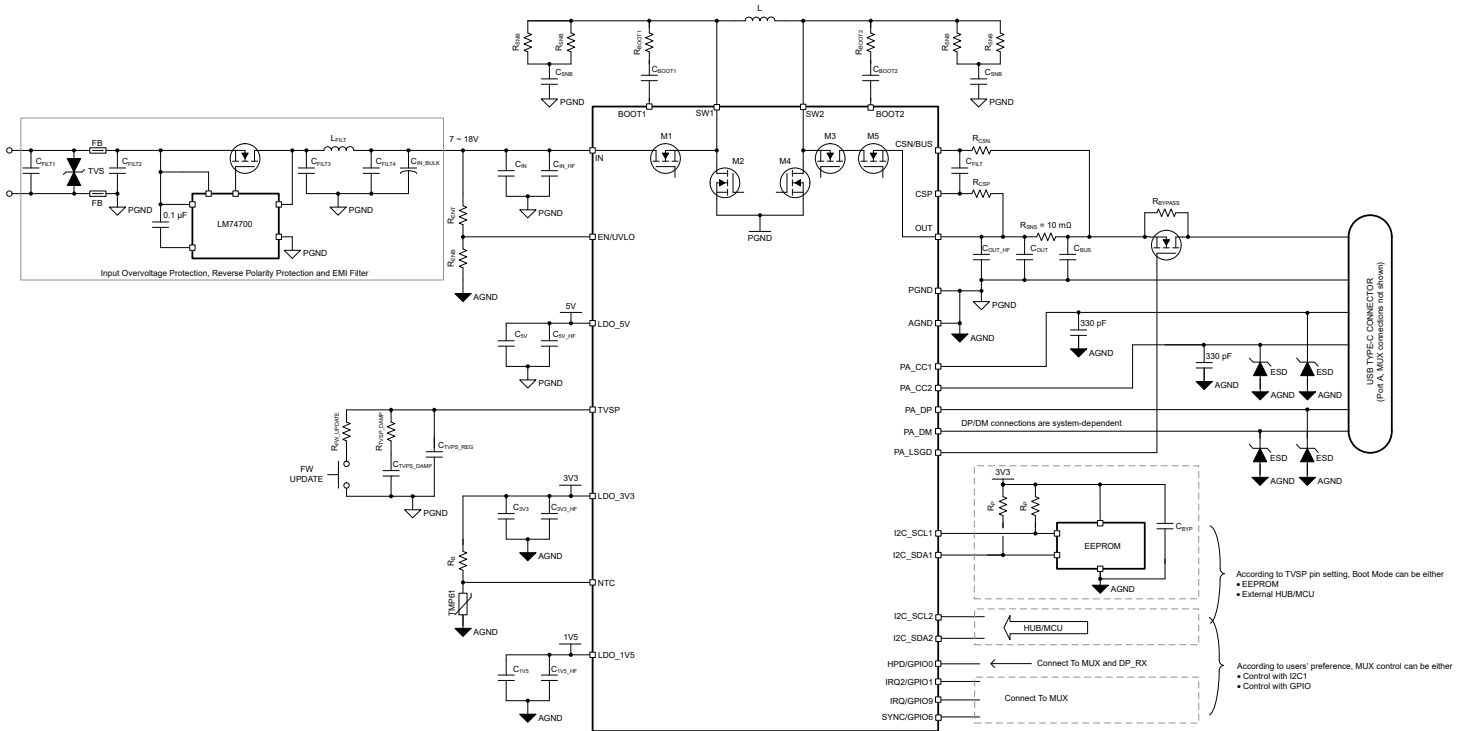 L
RSNB
RSNB
CSNB
PGND
RBOOT1
CBOOT1
RBOOT2
CBOOT2
RSNB
RSNB
CSNB
PGND
BOOT1
SW1
SW2
BOOT2
FB
CFILT1
TVS
FB
CFILT2
PGND
0.1 µF
LM74700
PGND
LFILT
CFILT3
CFILT4
CIN_BULK
PGND
Input Overvoltage Protection, Reverse Polarity Protection and EMI Filter
7 ~ 18V
CIN
CIN_HF
PGND
RENT
RENB
AGND
IN
EN/UVLO
M1
M2
M4
M3
M5
PGND
CSN/BUS
CSP
OUT
PGND
AGND
RCSN
CFILT
RCSP
RSNS = 10 mΩ
COUT_HF
COUT
CBUS
PGND
AGND
RBYPASS
5V
LDO_5V
C5V
C5V_HF
PGND
TVSP
RFW_UPDATE
RTVSP_DAMP
CTVPS_REG
CTVPS_DAMP
FW
UPDATE
PGND
3V3
LDO_3V3
C3V3
C3V3_HF
AGND
RB
NTC
TMP61
AGND
1V5
LDO_1V5
C1V5
C1V5_HF
AGND
PA_CC1
PA_CC2
PA_DP
PA_DM
PA_LSGD
330 pF
AGND
330 pF
AGND
ESD
ESD
AGND
AGND
DP/DM connections are system-dependent
ESD
ESD
AGND
AGND
USB TYPE-C CONNECTOR
(Port A, MUX connections not shown)
3V3
RP
RP
CBYP
EEPROM
AGND
I2C_SCL1
I2C_SDA1
According to TVSP pin setting, Boot Mode can be either
• EEPROM
• External HUB/MCU
I2C_SCL2
I2C_SDA2
HUB/MCU
HPD/GPIO0
Connect To MUX and DP_RX
IRQ2/GPIO1
IRQ/GPIO9
SYNC/GPIO6
Connect To MUX
According to users' preference, MUX control can be either
• Control with I2C1
• Control with GPIO